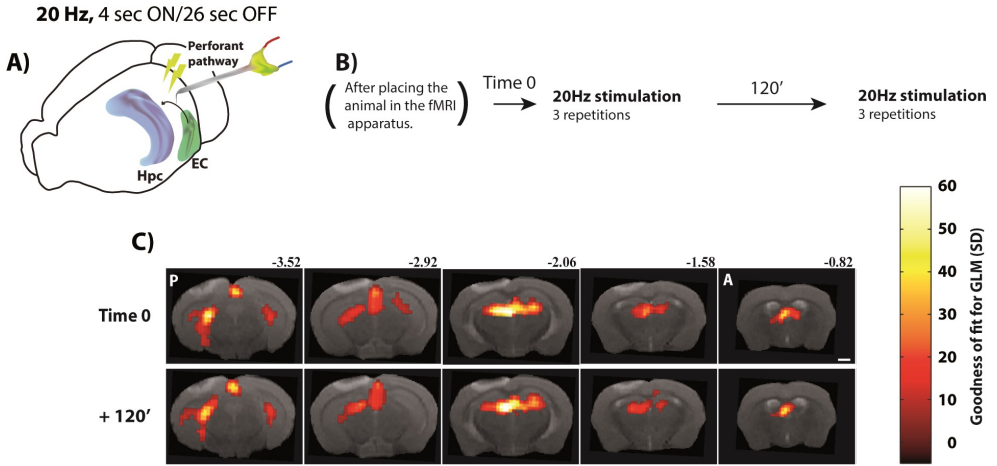 20 Hz, 4 sec ON/26 sec OFF
A)
Perforant
pathway
EC
Hpc
B)
( After placing the
animal in the fMRI
apparatus. )
Time 0
20Hz stimulation
3 repetitions
120′
20Hz stimulation
3 repetitions
C)
-3.52
-2.92
-2.06
-1.58
-0.82
P
A
Time 0
+ 120′
60
50
40
30
20
10
0
Goodness of fit for GLM (SD)